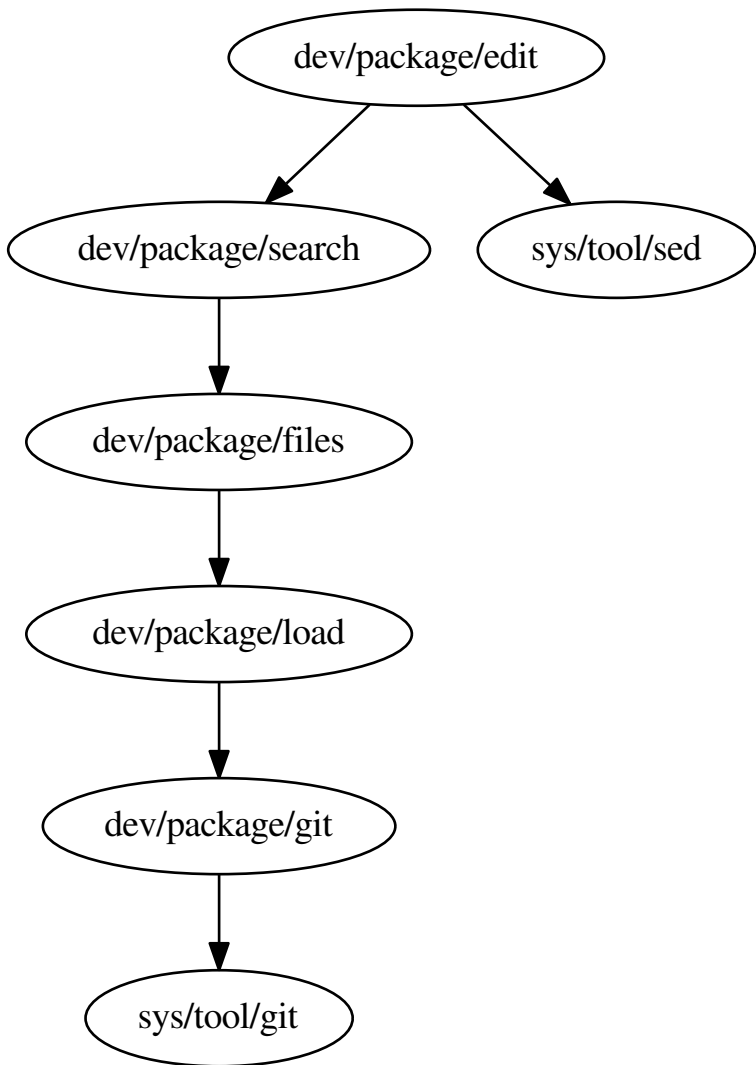 dev/package/edit
dev/package/search
sys/tool/sed
dev/package/files
dev/package/load
dev/package/git
sys/tool/git